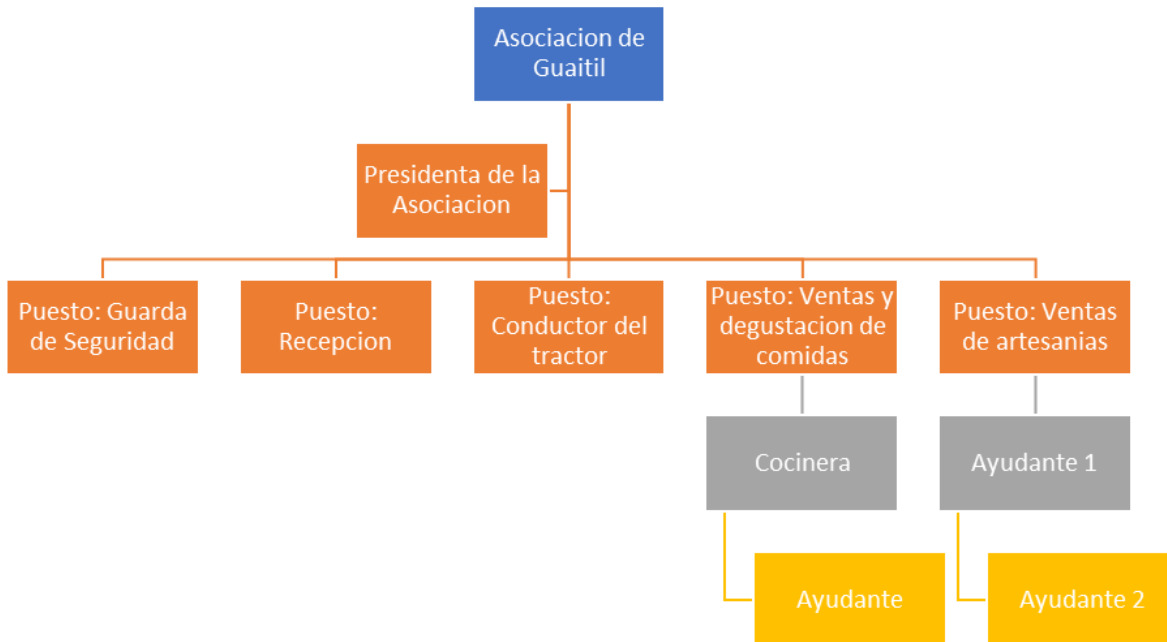 Asociacion de
Guaitil
Presidenta de la
Asociacion
Puesto: Guarda
de Seguridad
Puesto:
Recepcion
Puesto:
Conductor del
tractor
Puesto: Ventas y
degustacion de
comidas
Puesto: Ventas
de artesanias
Cocinera
Ayudante 1
Ayudante
Ayudante 2